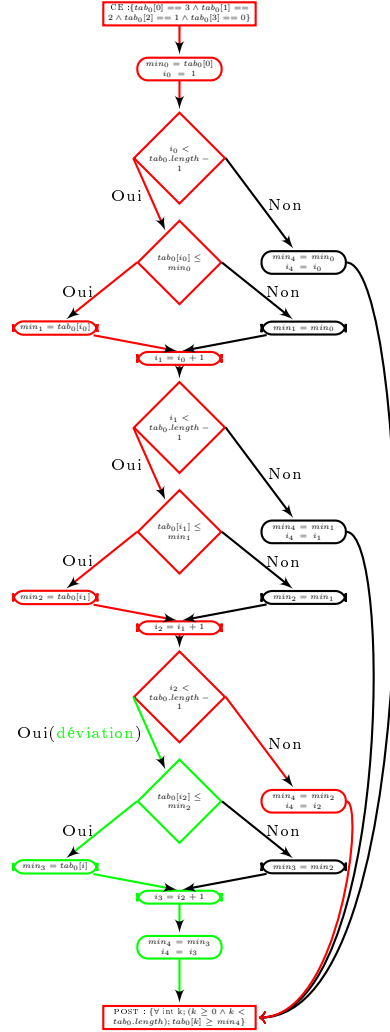 CE :{tab₀[0] == 3 ∧ tab₀[1] ==
2 ∧ tab₀[2] == 1 ∧ tab₀[3] == 0}
min₀ = tab₀[0]
i₀ = 1
i₀ <
tab₀.length −
1
Oui
Non
tab₀[i₀] ≤
min₀
min₄ = min₀
i₄ = i₀
Oui
Non
min₁ = tab₀[i₀]
min₁ = min₀
i₁ = i₀ + 1
i₁ <
tab₀.length −
1
Oui
Non
tab₀[i₁] ≤
min₁
min₄ = min₁
i₄ = i₁
Oui
Non
min₂ = tab₀[i₁]
min₂ = min₁
i₂ = i₁ + 1
i₂ <
tab₀.length −
1
Oui(déviation)
Non
tab₀[i₂] ≤
min₂
min₄ = min₂
i₄ = i₂
Oui
Non
min₃ = tab₀[i]
min₃ = min₂
i₃ = i₂ + 1
min₄ = min₃
i₄ = i₃
POST : {∀ int k; (k ≥ 0 ∧ k <
tab₀.length); tab₀[k] ≥ min₄}